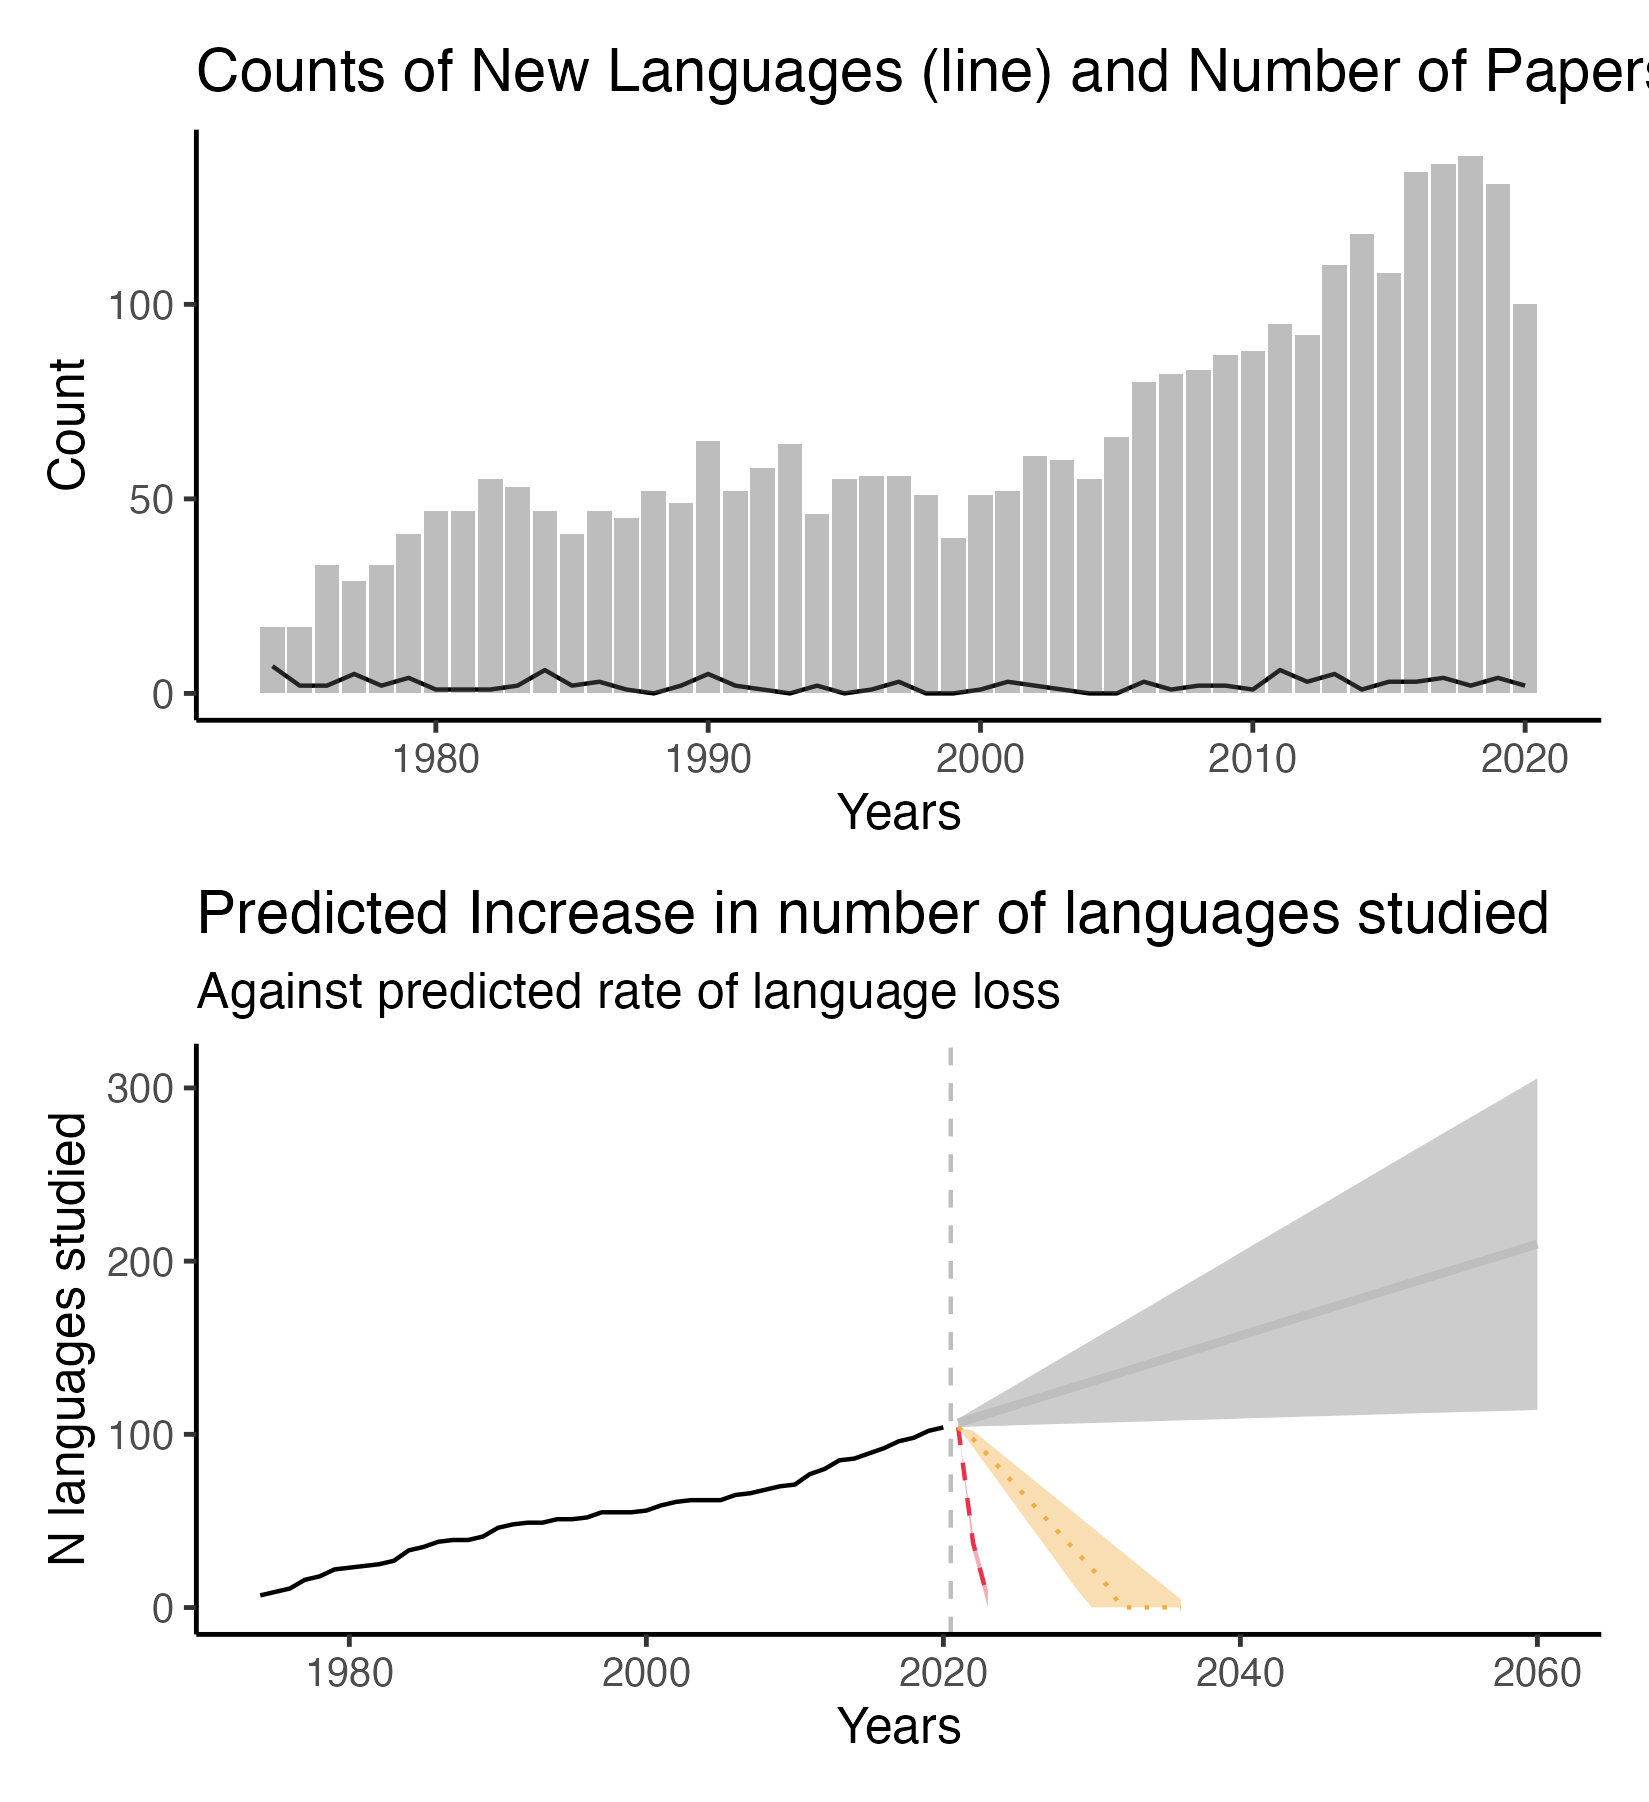 Counts of New Languages (line) and Number of Papers
Count
100
50
0
1980 1990 2000 2010 2020
Years
Predicted Increase in number of languages studied
Against predicted rate of language loss
N languages studied
300
200
100
0
1980 2000 2020 2040 2060
Years